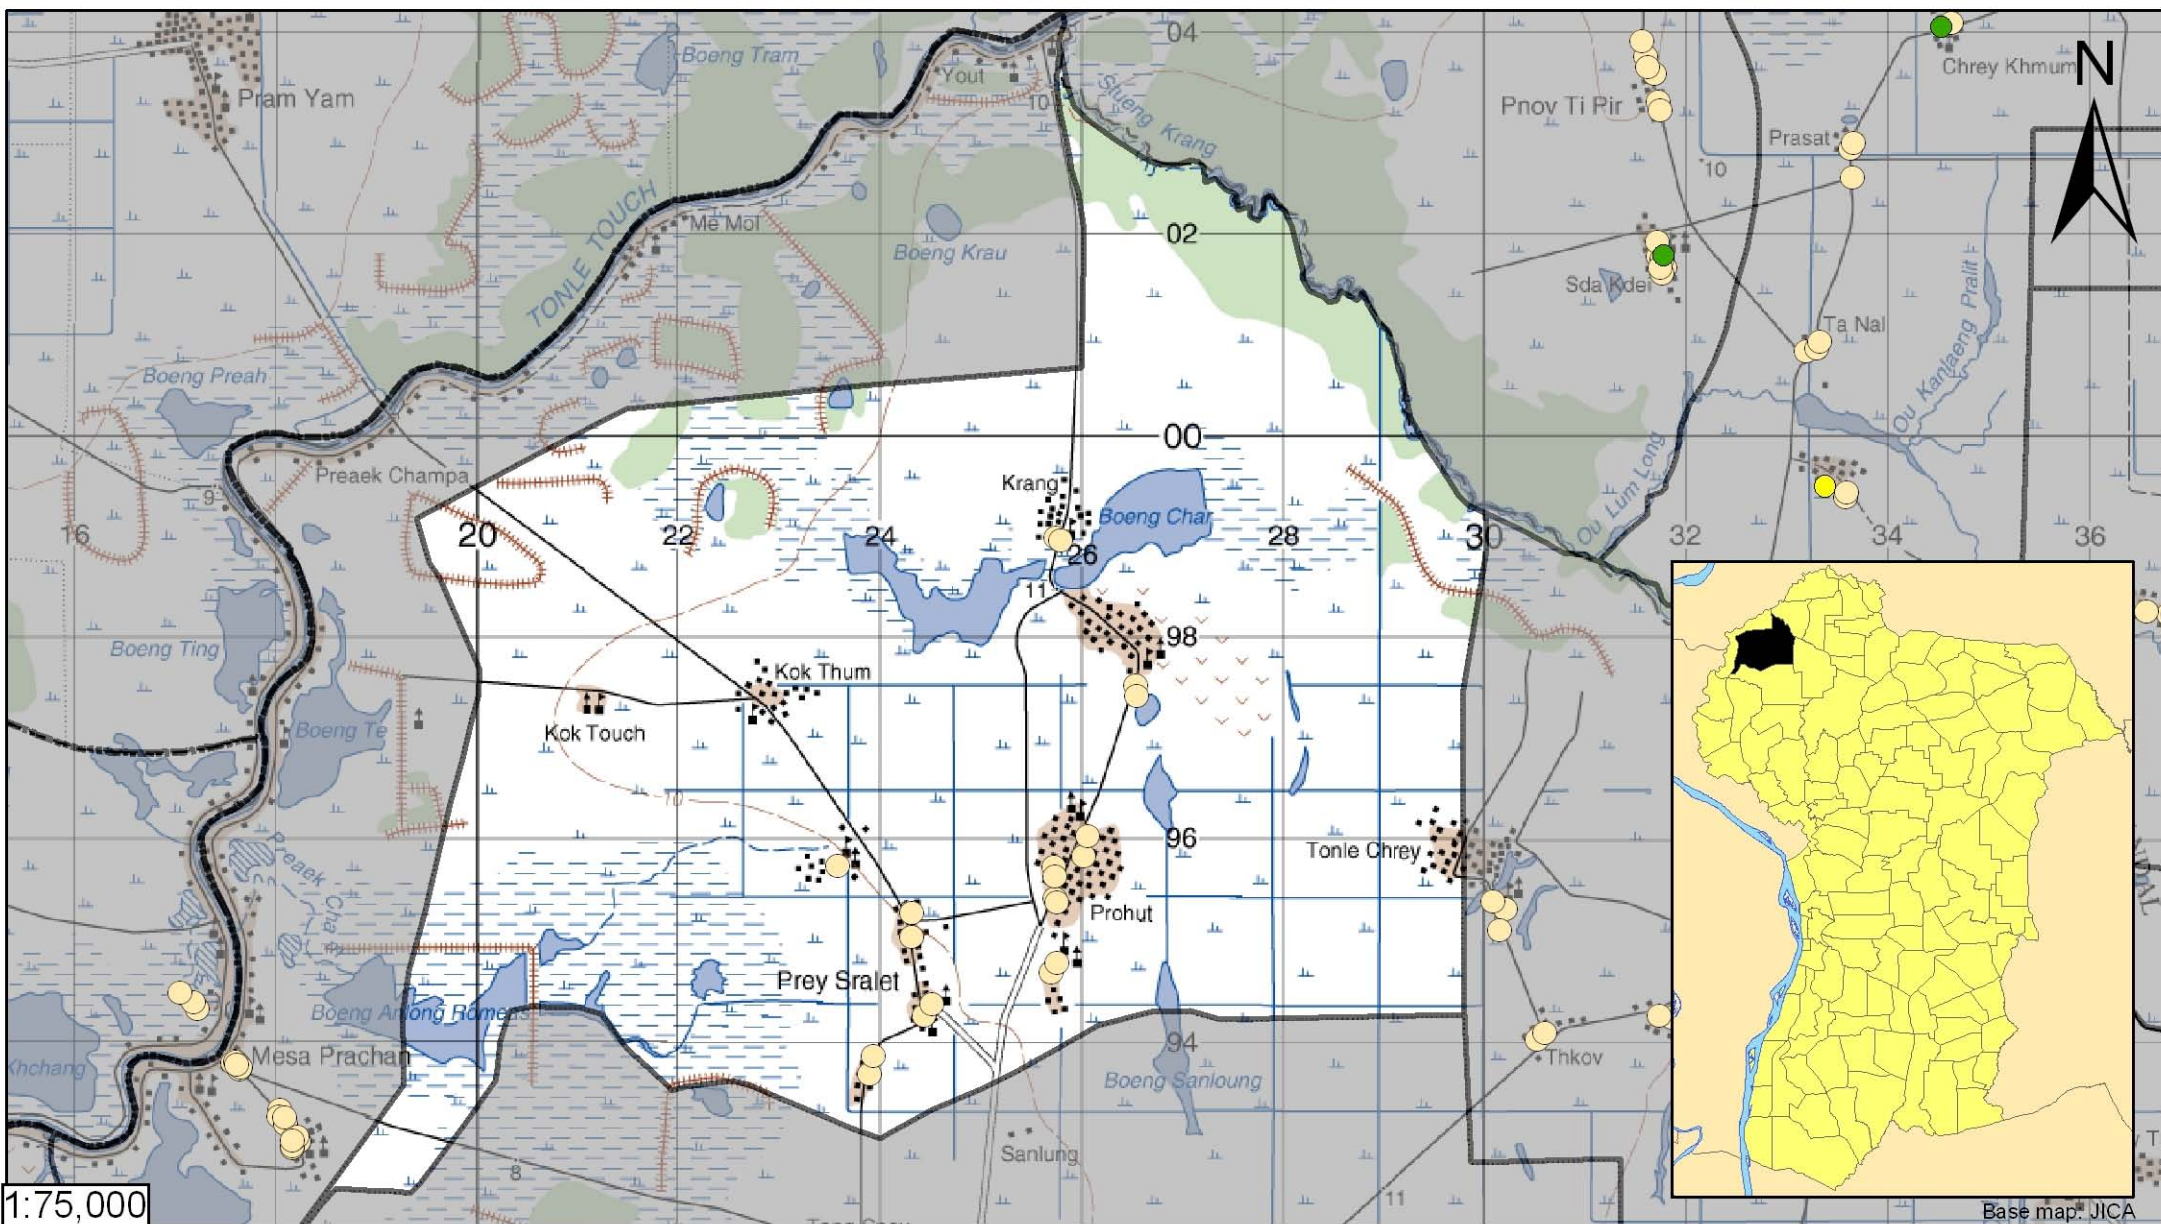 04
Boeng Tram
Chrey Khmum
N
Yout
Pram Yam
10
Stueng Krang
Pnov Ti Pir
Prasat
10
TONLE TOUCH
Me Mol
02
Boeng Krau
Sda Kdei
Ta Nal
Boeng Preah
Ou Kanlaeng Pralit
00
Preaek Champa
Krang
9
Boeng Char
Ou Lum Long
16
20
22
24
26
28
30
32
34
36
11
Boeng Ting
98
Kok Thum
Kok Touch
Boeng Te
10
96
Tonle Chrey
Preaek Cha
Prohut
Prey Sralet
Boeng Anlong Romeas
Mesa Prachan
94
Thkov
Khchang
Boeng Sanloung
Sanlung
8
11
1:75,000
Base map: JICA